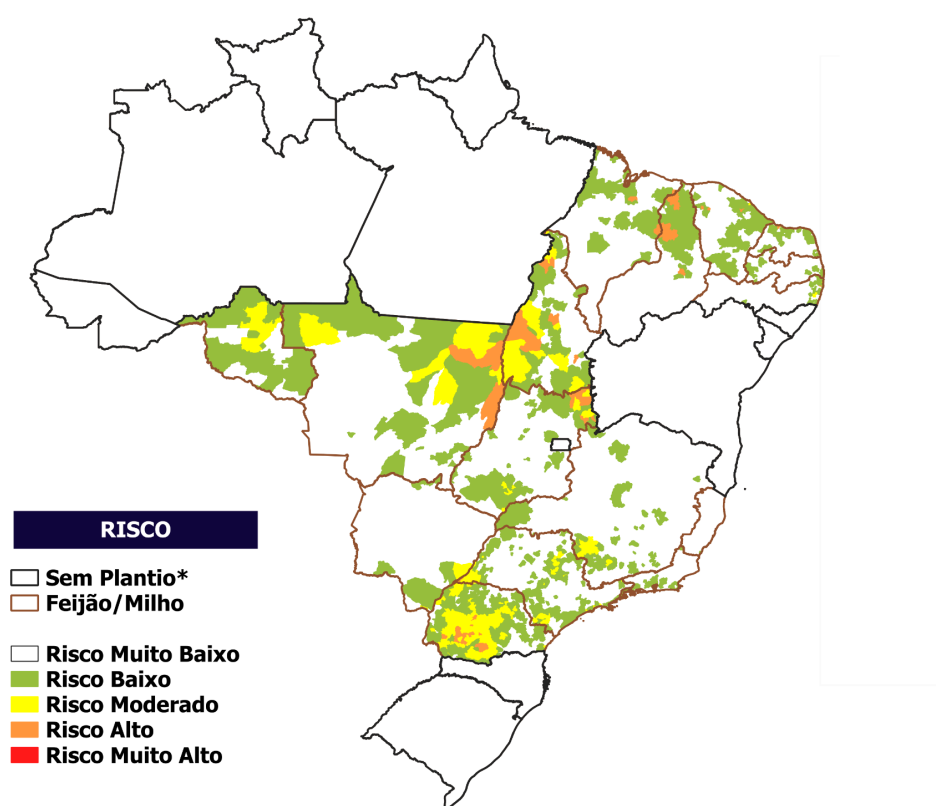 RISCO
Sem Plantio*
Feijão/Milho
Risco Muito Baixo
Risco Baixo
Risco Moderado
Risco Alto
Risco Muito Alto